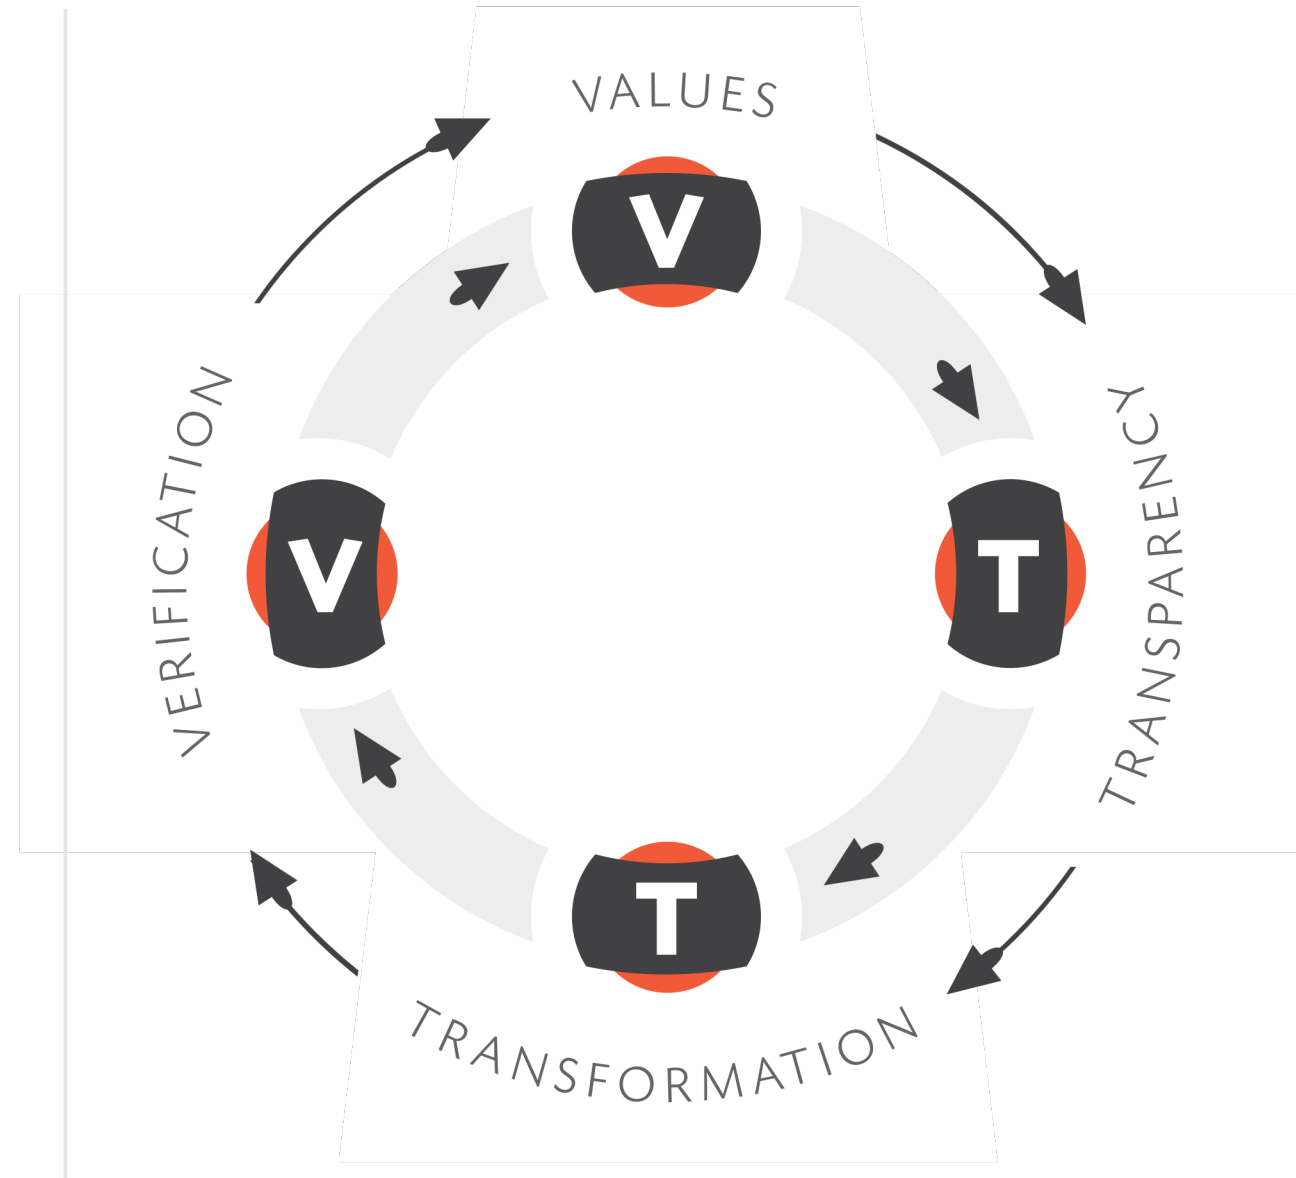 VALUES
V
TRANSPARENCY
T
TRANSFORMATION
T
VERIFICATION
V